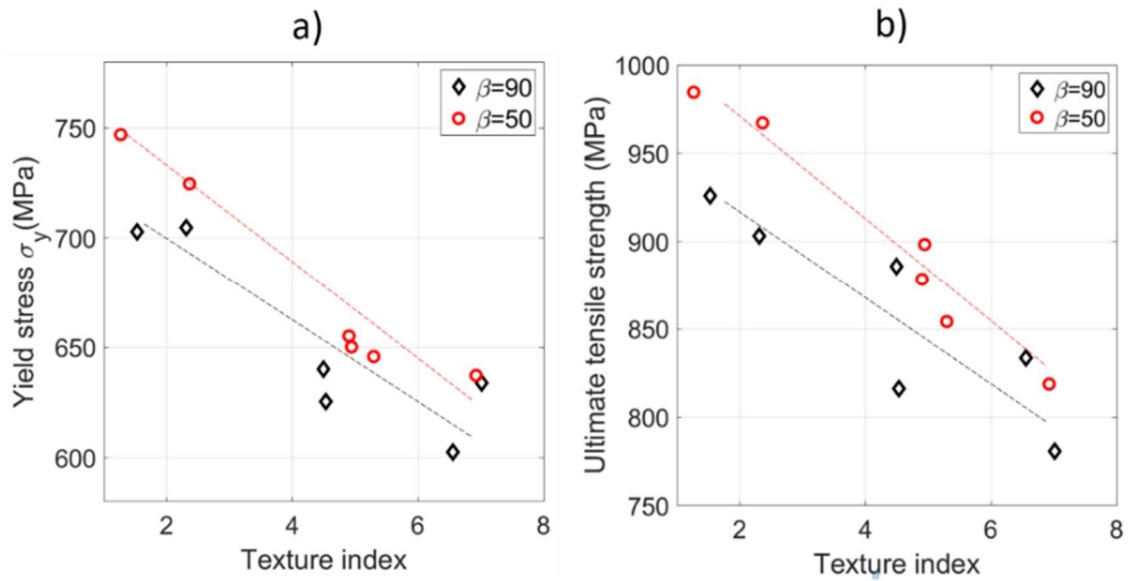 a)
β=90
β=50
750
700
650
600
2
4
6
8
Yield stress σ_y(MPa)
Texture index
b)
β=90
β=50
1000
950
900
850
800
750
2
4
6
8
Ultimate tensile strength (MPa)
Texture index